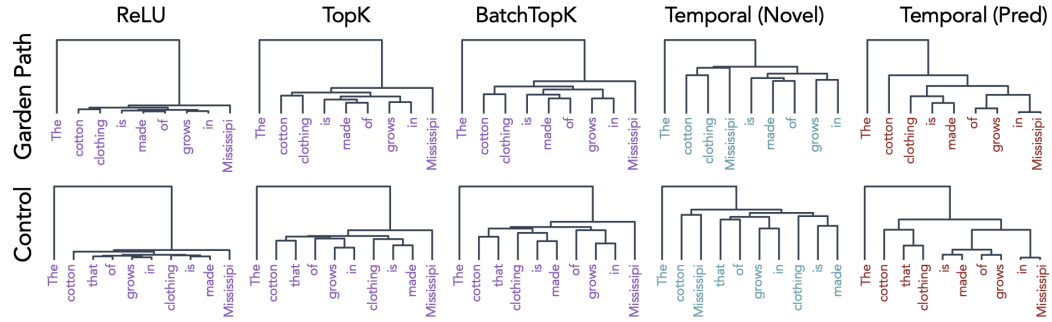 ReLU TopK BatchTopK Temporal (Novel) Temporal (Pred)
Garden Path
The cotton clothing is made of grows in Mississipi
The cotton clothing is made of grows in Mississipi
The cotton clothing is made of grows in Mississipi
The cotton clothing Mississipi is made of grows in
The cotton clothing is made of grows in Mississipi
Control
The cotton that of grows in clothing is made Mississipi
The cotton that of grows in clothing is made Mississipi
The cotton that clothing is made of grows in Mississipi
The cotton Mississipi that of grows in clothing is made
The cotton that clothing is made of grows in Mississipi